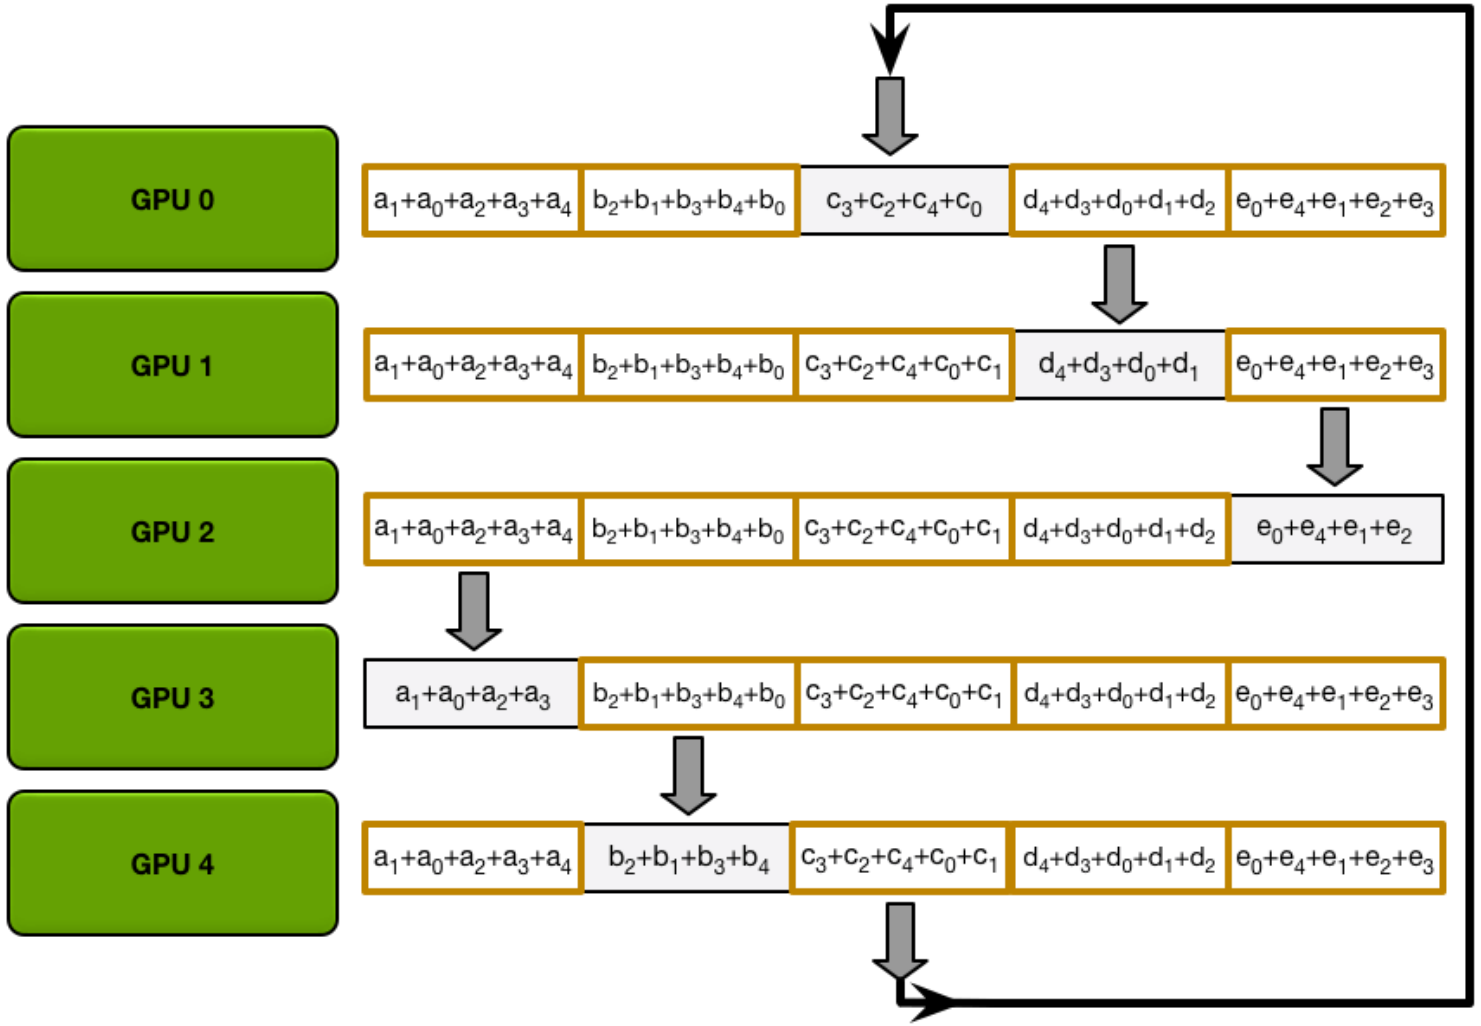 GPU 0 a₁+a₀+a₂+a₃+a₄ b₂+b₁+b₃+b₄+b₀ c₃+c₂+c₄+c₀ d₄+d₃+d₀+d₁+d₂ e₀+e₄+e₁+e₂+e₃
GPU 1 a₁+a₀+a₂+a₃+a₄ b₂+b₁+b₃+b₄+b₀ c₃+c₂+c₄+c₀+c₁ d₄+d₃+d₀+d₁ e₀+e₄+e₁+e₂+e₃
GPU 2 a₁+a₀+a₂+a₃+a₄ b₂+b₁+b₃+b₄+b₀ c₃+c₂+c₄+c₀+c₁ d₄+d₃+d₀+d₁+d₂ e₀+e₄+e₁+e₂
GPU 3 a₁+a₀+a₂+a₃ b₂+b₁+b₃+b₄+b₀ c₃+c₂+c₄+c₀+c₁ d₄+d₃+d₀+d₁+d₂ e₀+e₄+e₁+e₂+e₃
GPU 4 a₁+a₀+a₂+a₃+a₄ b₂+b₁+b₃+b₄ c₃+c₂+c₄+c₀+c₁ d₄+d₃+d₀+d₁+d₂ e₀+e₄+e₁+e₂+e₃